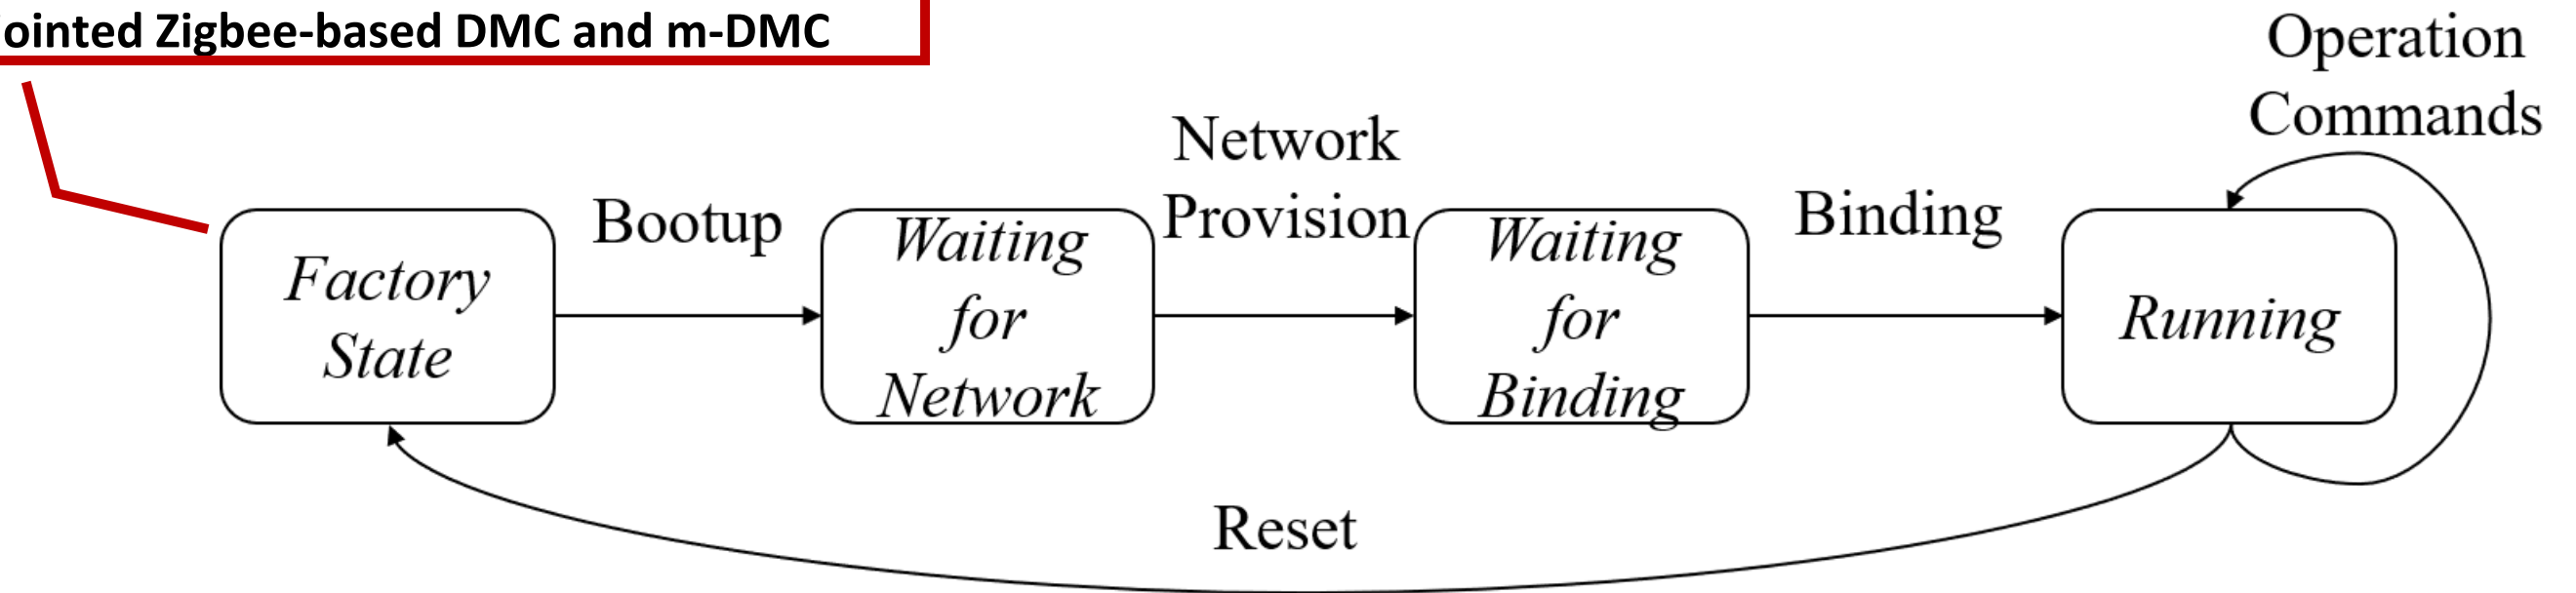 ointed Zigbee-based DMC and m-DMC
Operation
Commands
Network
Provision
Bootup
Binding
Factory
State
Waiting
for
Network
Waiting
for
Binding
Running
Reset